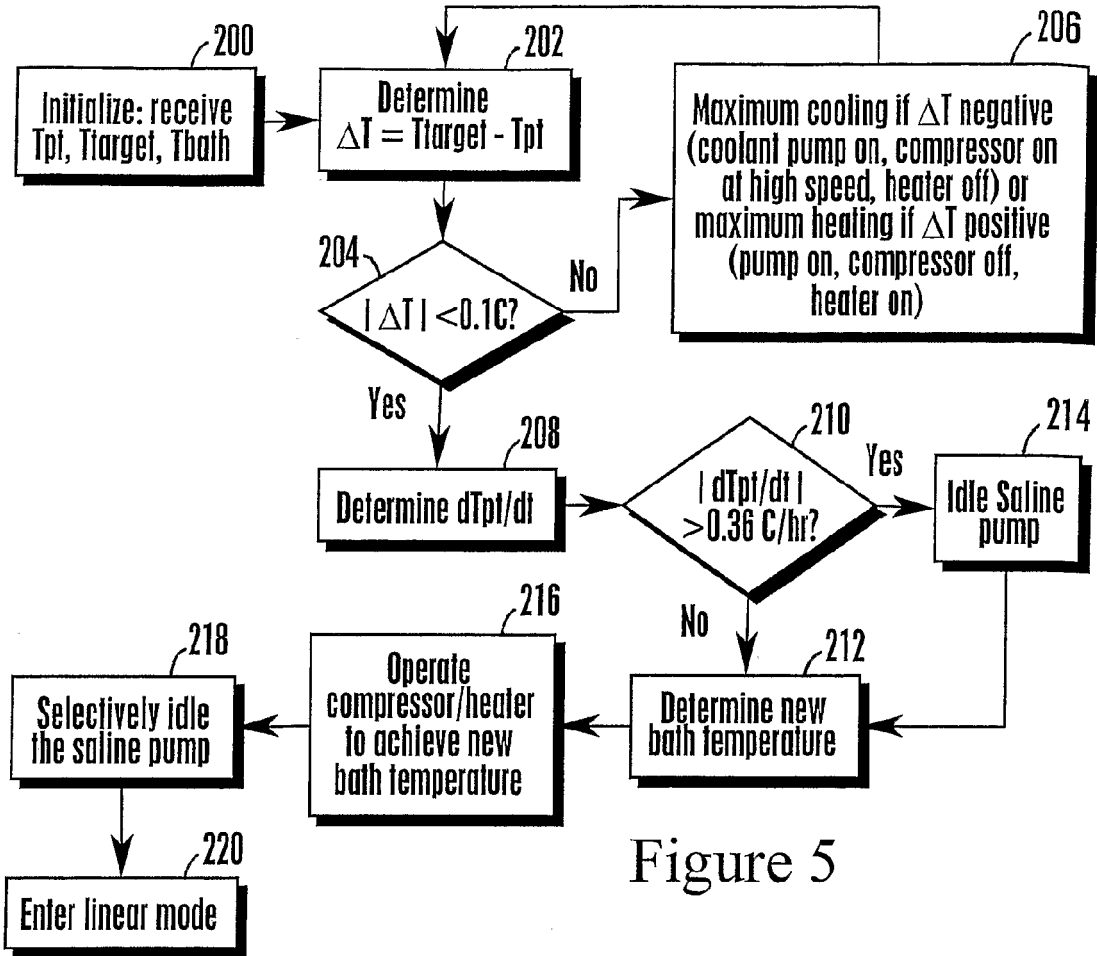 200
Initialize: receive
Tpt, Ttarget, Tbath
202
Determine
ΔT = Ttarget - Tpt
206
Maximum cooling if ΔT negative
(coolant pump on, compressor on
at high speed, heater off) or
maximum heating if ΔT positive
(pump on, compressor off,
heater on)
204
| ΔT | <0.1C?
No
Yes
208
Determine dTpt/dt
210
| dTpt/dt |
>0.36 C/hr?
Yes
No
214
Idle Saline
pump
212
Determine new
bath temperature
216
Operate
compressor/heater
to achieve new
bath temperature
218
Selectively idle
the saline pump
220
Enter linear mode
Figure 5